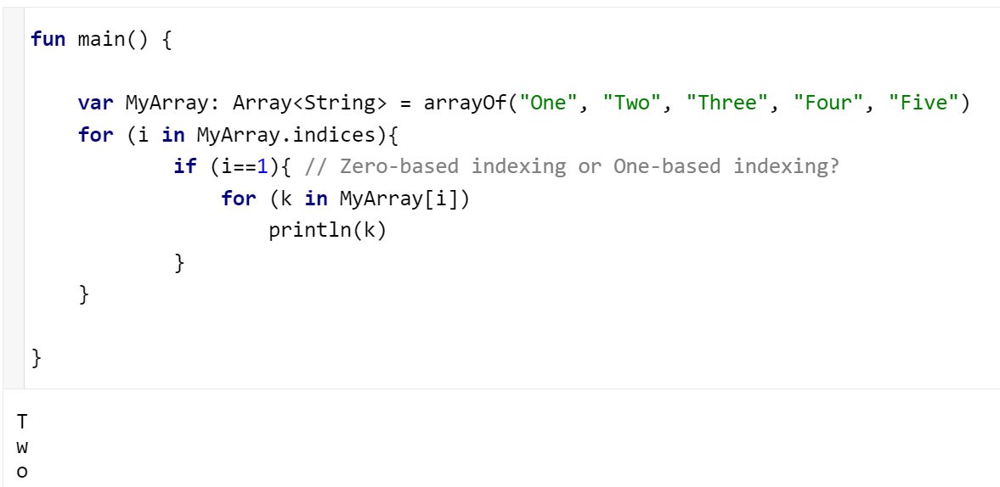 fun main() {
var MyArray: Array<String> = arrayOf("One", "Two", "Three", "Four", "Five")
for (i in MyArray.indices){
if (i==1){ // Zero-based indexing or One-based indexing?
for (k in MyArray[i])
println(k)
}
}
}
T
w
o